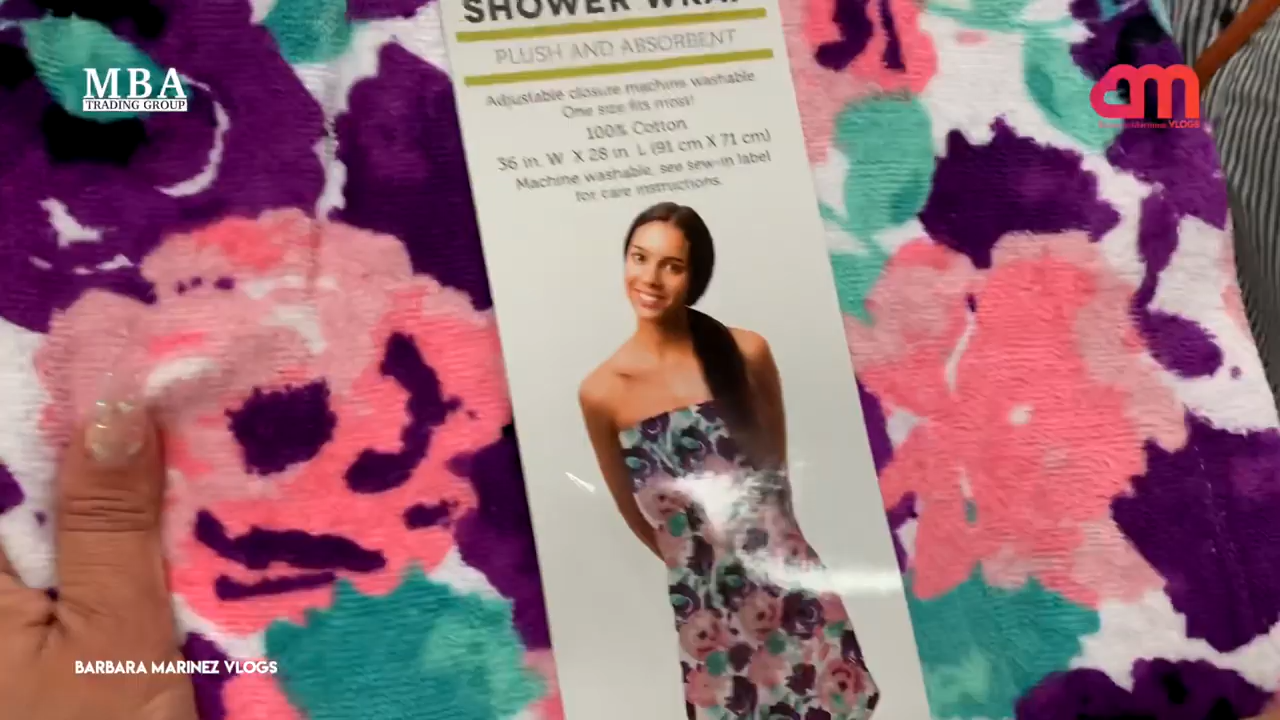 SHOWER WRAP
PLUSH AND ABSORBENT
Adjustable closure machine washable
One size fits most!
100% Cotton
36 in. W X 28 in. L (91 cm X 71 cm)
Machine washable, see sew-in label
for care instructions.
MBA
TRADING GROUP
am
VLOGS
BARBARA MARINEZ VLOGS